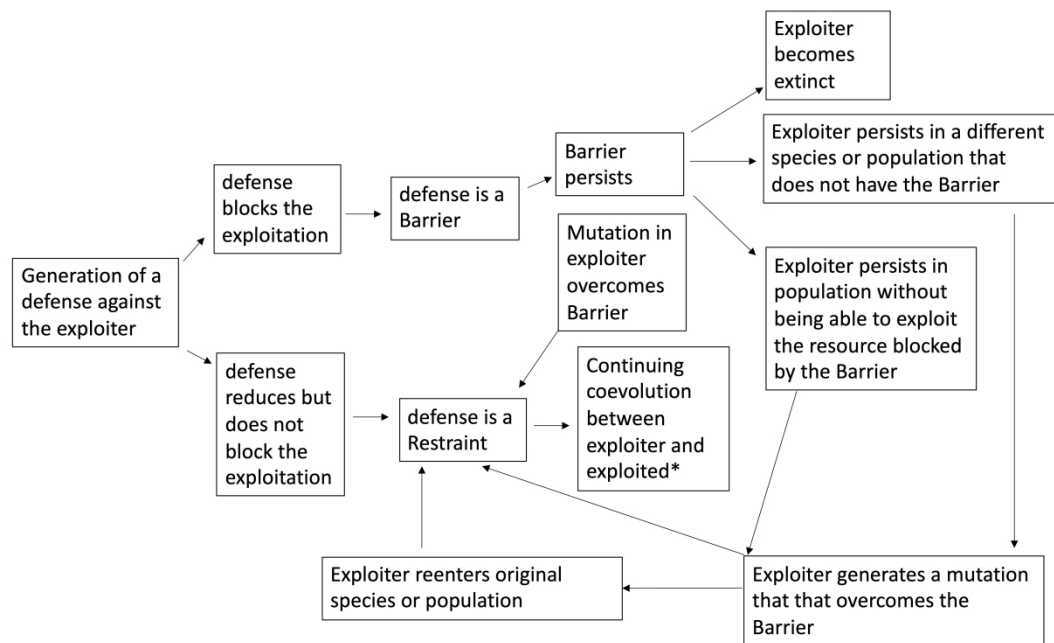 Exploiter
becomes
extinct
Exploiter persists in a different
species or population that
does not have the Barrier
Barrier
persists
defense
blocks the
exploitation
defense is a
Barrier
Mutation in
exploiter
overcomes
Barrier
Exploiter persists in
population without
being able to exploit
the resource blocked
by the Barrier
Generation of a
defense against
the exploiter
defense
reduces but
does not
block the
exploitation
defense is a
Restraint
Continuing
coevolution
between
exploiter and
exploited*
Exploiter reenters original
species or population
Exploiter generates a mutation
that that overcomes the
Barrier